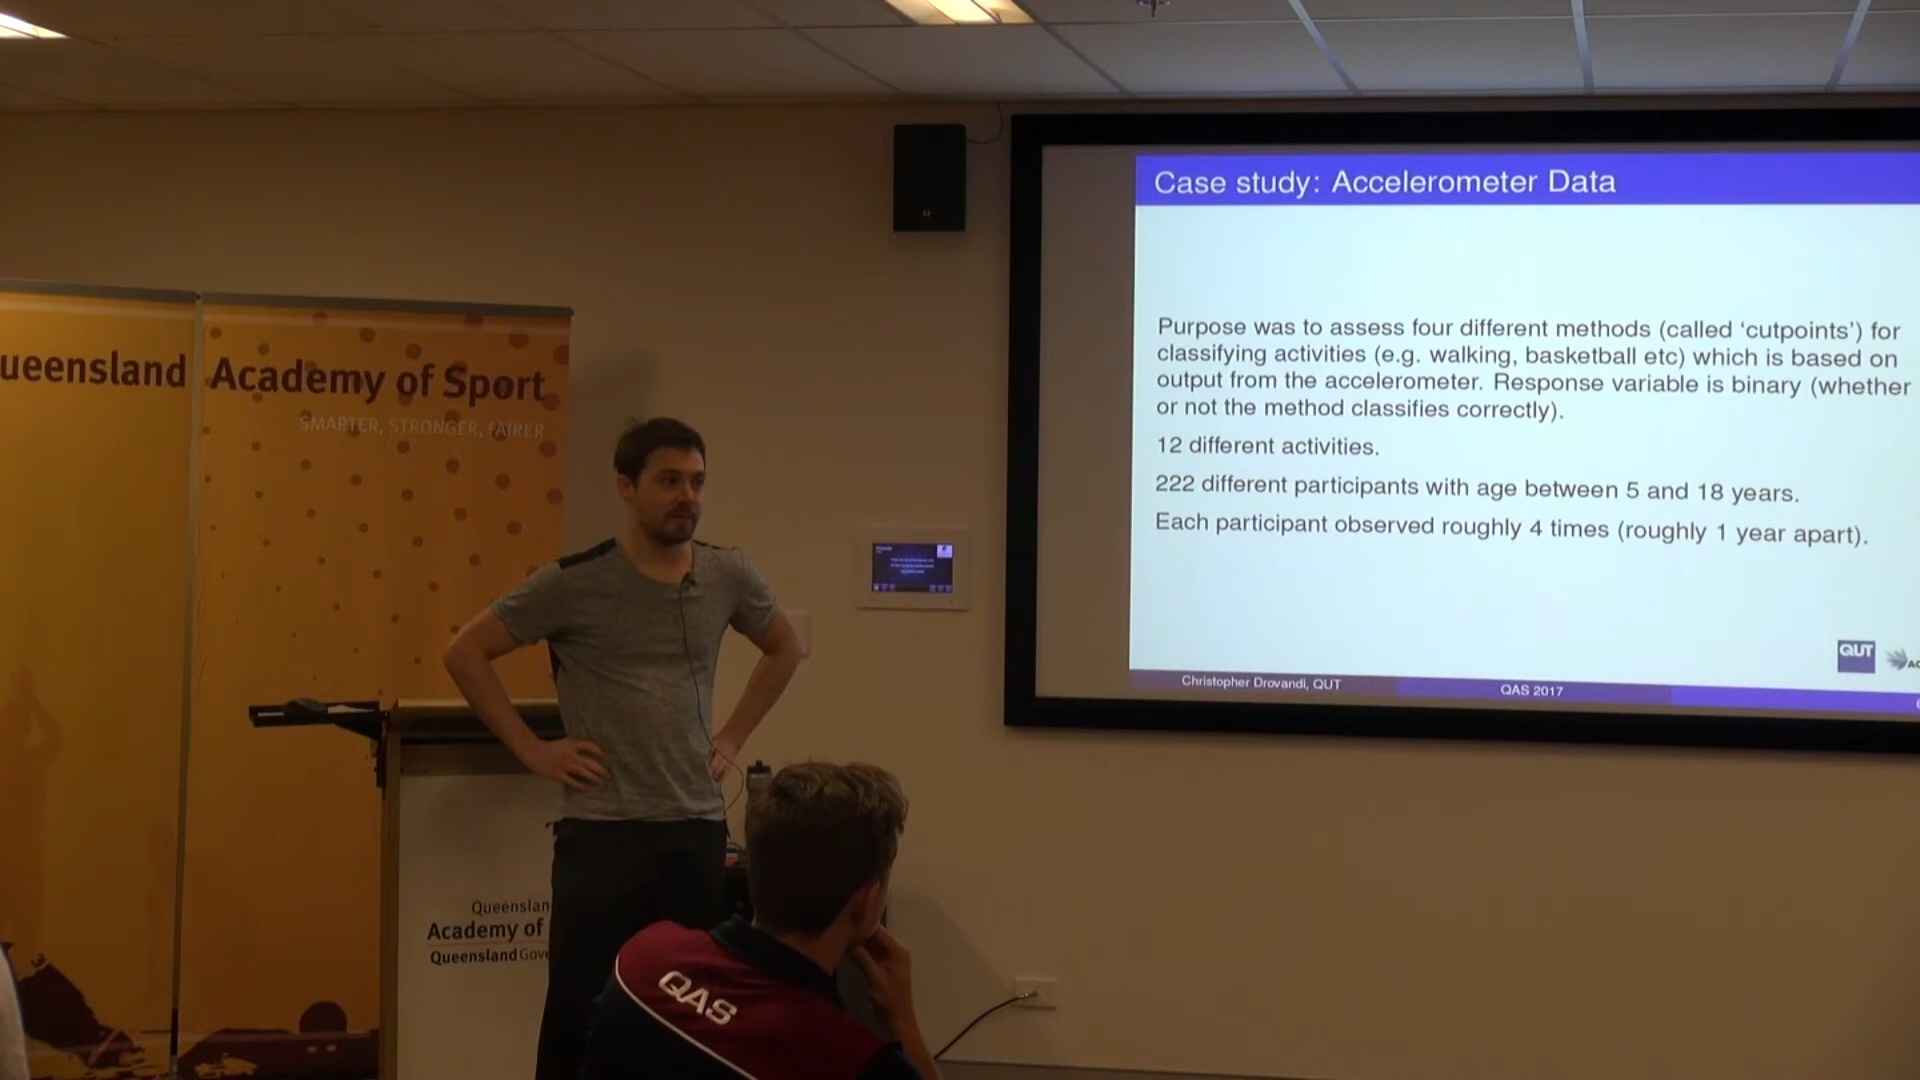 Case study: Accelerometer Data
Purpose was to assess four different methods (called ‘cutpoints’) for
classifying activities (e.g. walking, basketball etc) which is based on
output from the accelerometer. Response variable is binary (whether
or not the method classifies correctly).
12 different activities.
222 different participants with age between 5 and 18 years.
Each participant observed roughly 4 times (roughly 1 year apart).
QUT
AC
Christopher Drovandi, QUT
QAS 2017
ueensland Academy of Sport
SMARTER, STRONGER, FAIRER
Queenslan
Academy of
Queensland Gove
QAS